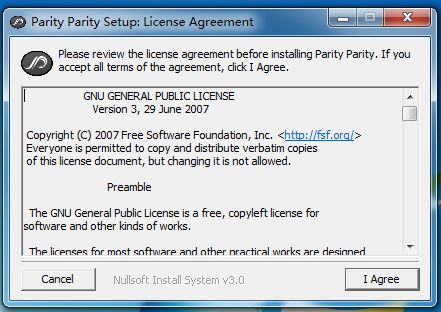 Parity Parity Setup: License Agreement
Please review the license agreement before installing Parity Parity. If you
accept all terms of the agreement, click I Agree.
GNU GENERAL PUBLIC LICENSE
Version 3, 29 June 2007
Copyright (C) 2007 Free Software Foundation, Inc. <http://fsf.org/>
Everyone is permitted to copy and distribute verbatim copies
of this license document, but changing it is not allowed.
Preamble
The GNU General Public License is a free, copyleft license for
software and other kinds of works.
The licenses for most software and other practical works are designed
Cancel
Nullsoft Install System v3.0
I Agree